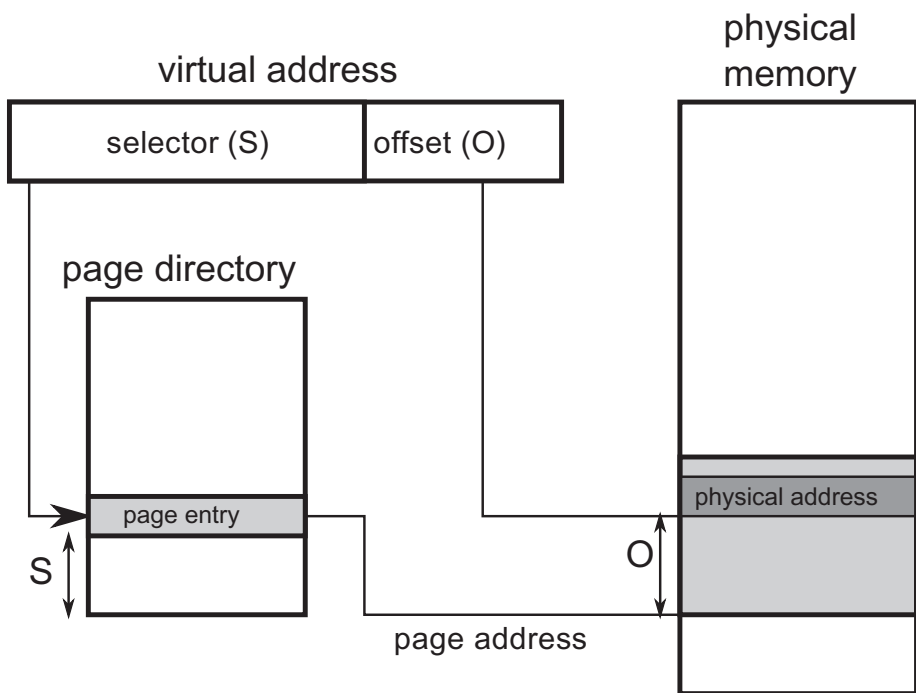 physical
memory
virtual address
selector (S)
offset (O)
page directory
page entry
physical address
S
O
page address